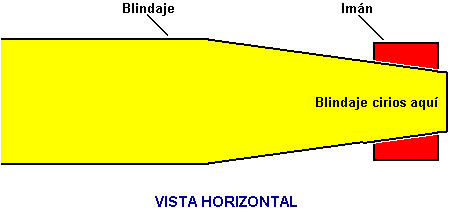 Blindaje
Imán
Blindaje cirios aquí
VISTA HORIZONTAL